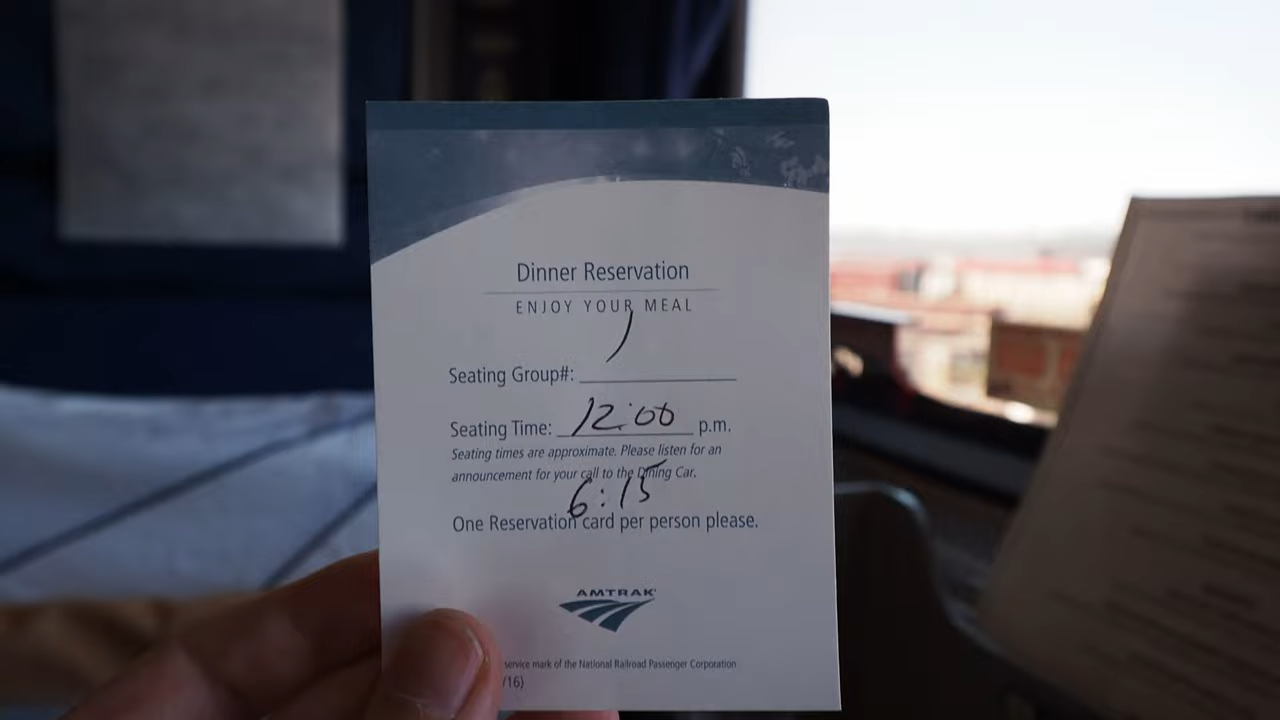 Dinner Reservation
ENJOY YOUR MEAL
Seating Group#:
Seating Time: 12:00 p.m.
Seating times are approximate. Please listen for an
announcement for your call to the Dining Car.
6:15
One Reservation card per person please.
AMTRAK
service mark of the National Railroad Passenger Corporation
/16)